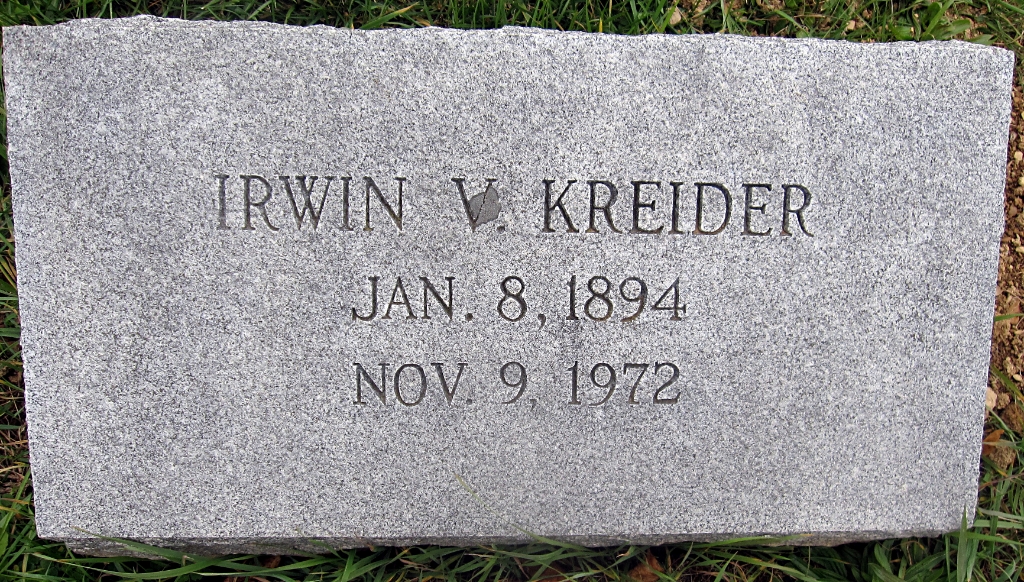 IRWIN V. KREIDER
JAN. 8, 1894
NOV. 9, 1972